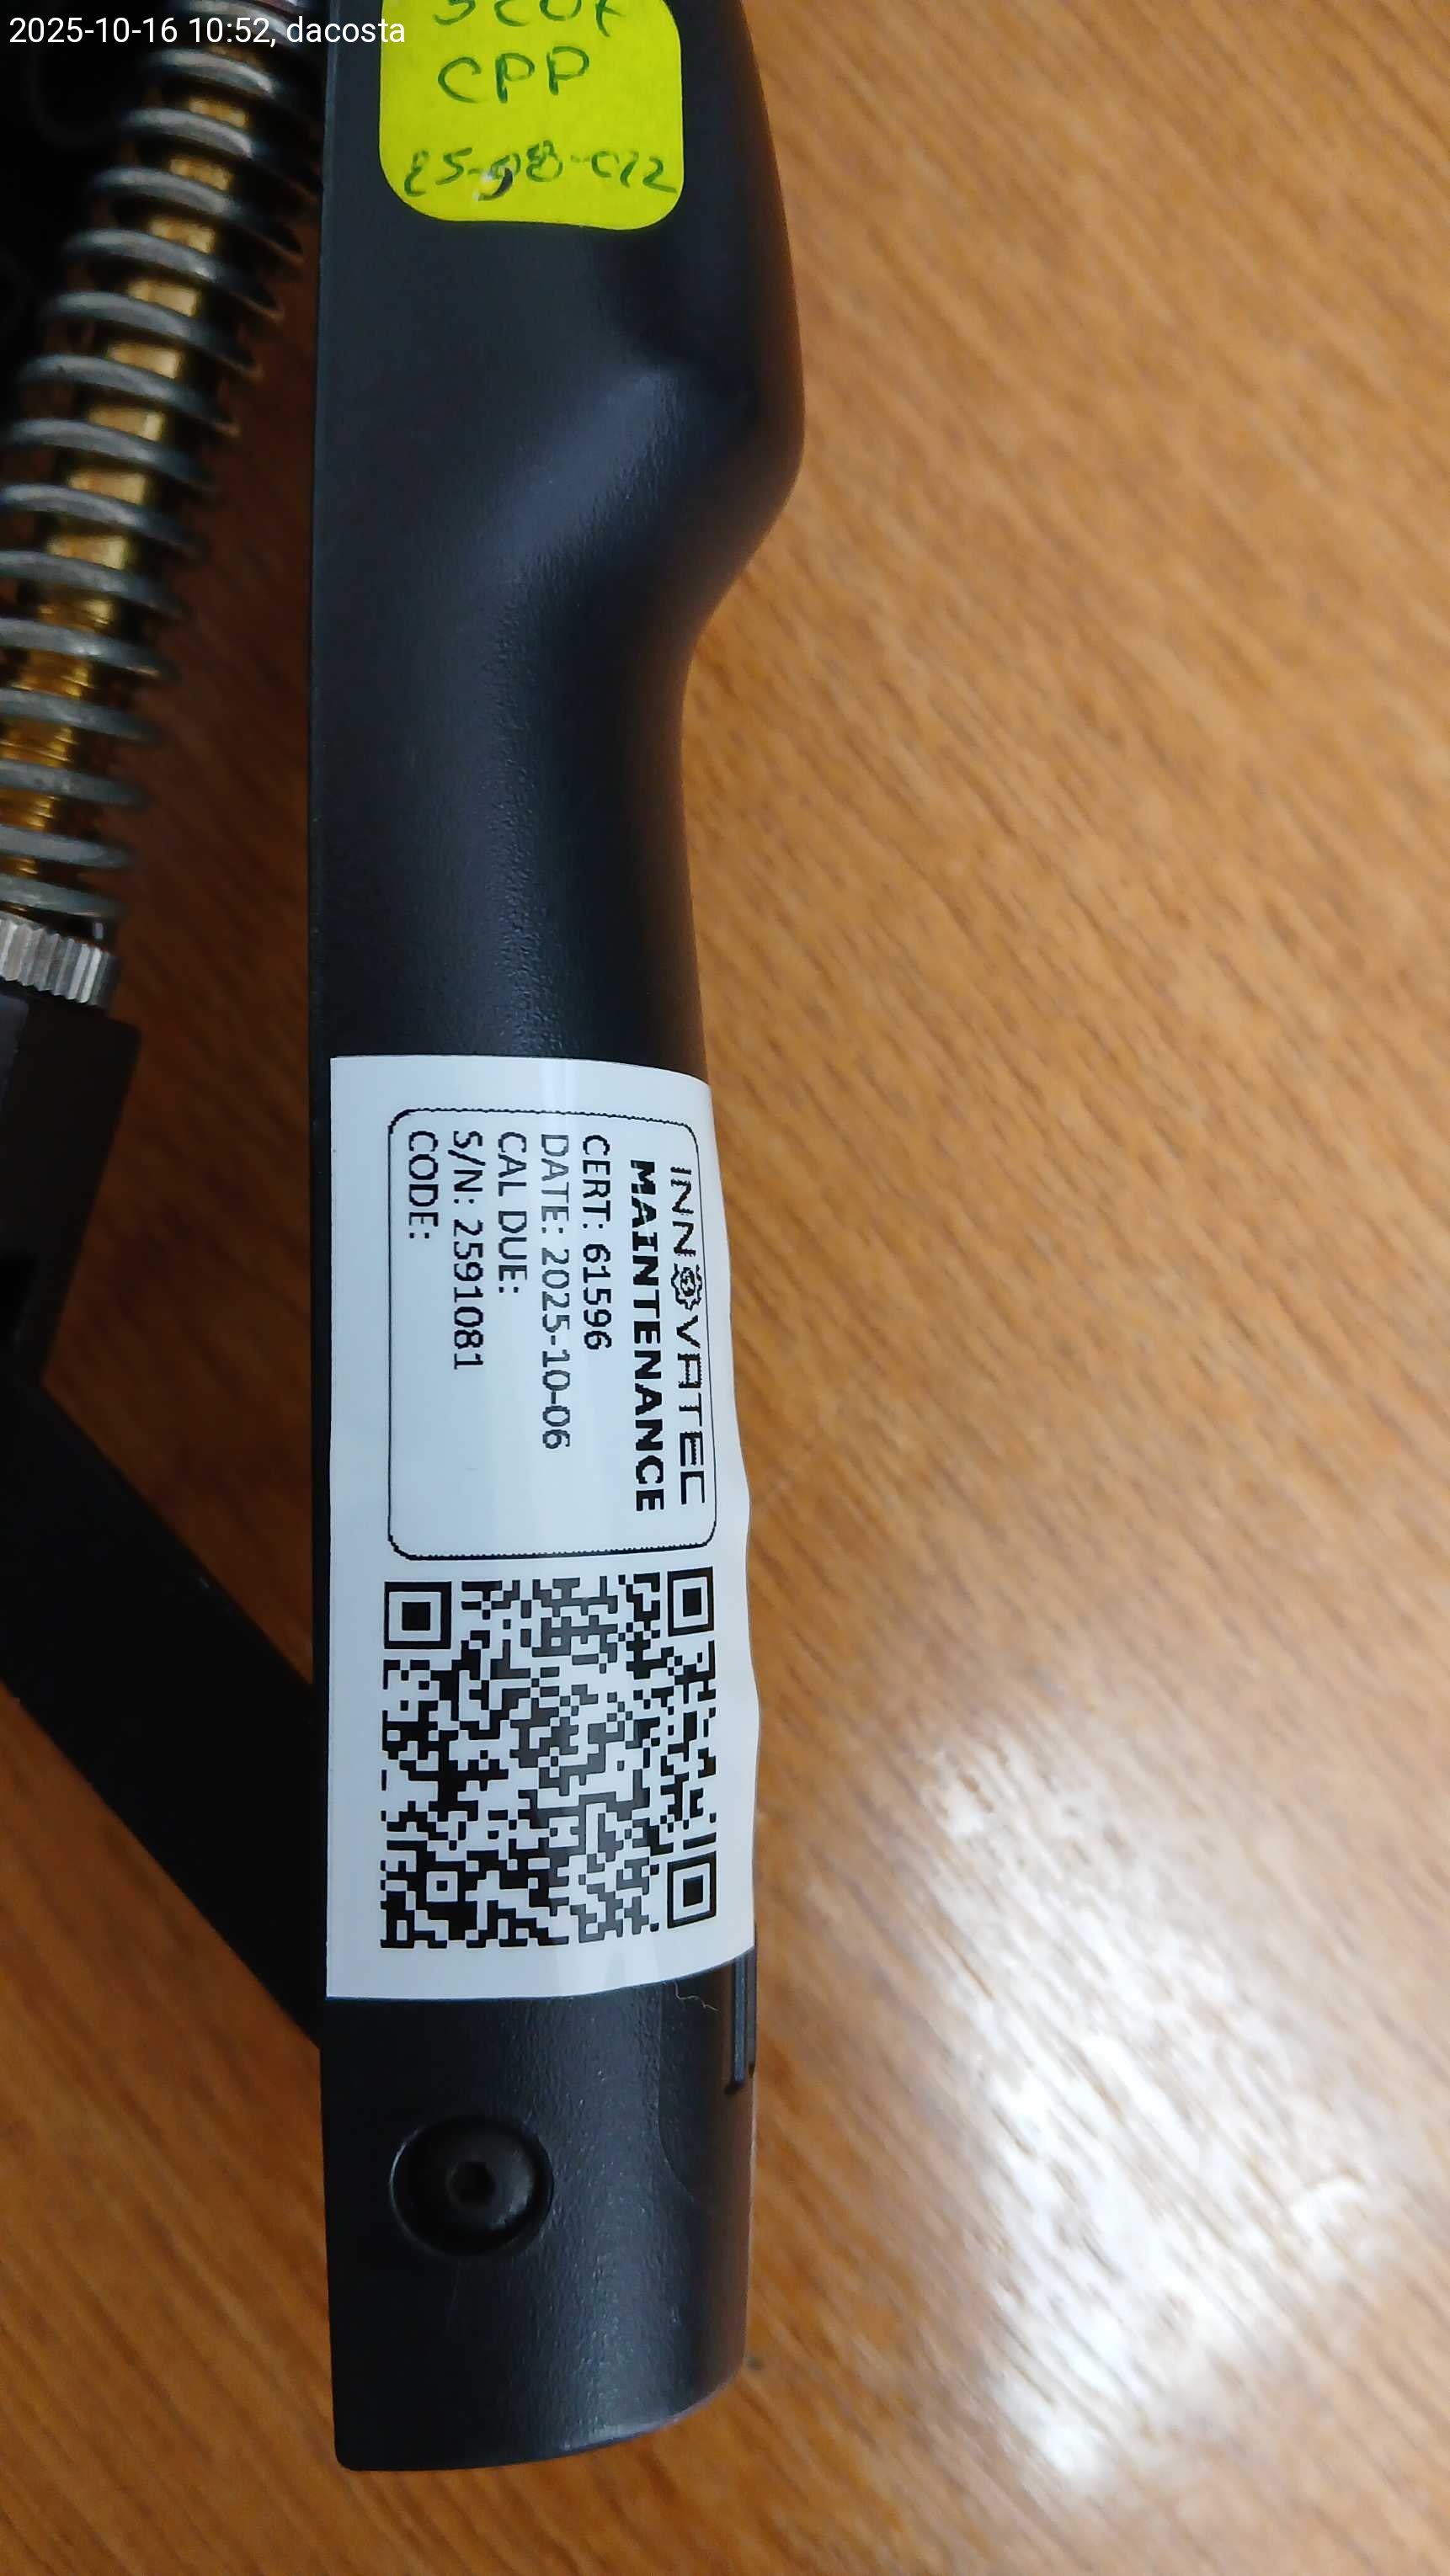 2025-10-16 10:52, dacosta
CPP
INNOVATEC
MAINTENANCE
CERT: 61596
DATE: 2025-10-06
CAL DUE:
S/N: 2591081
CODE: